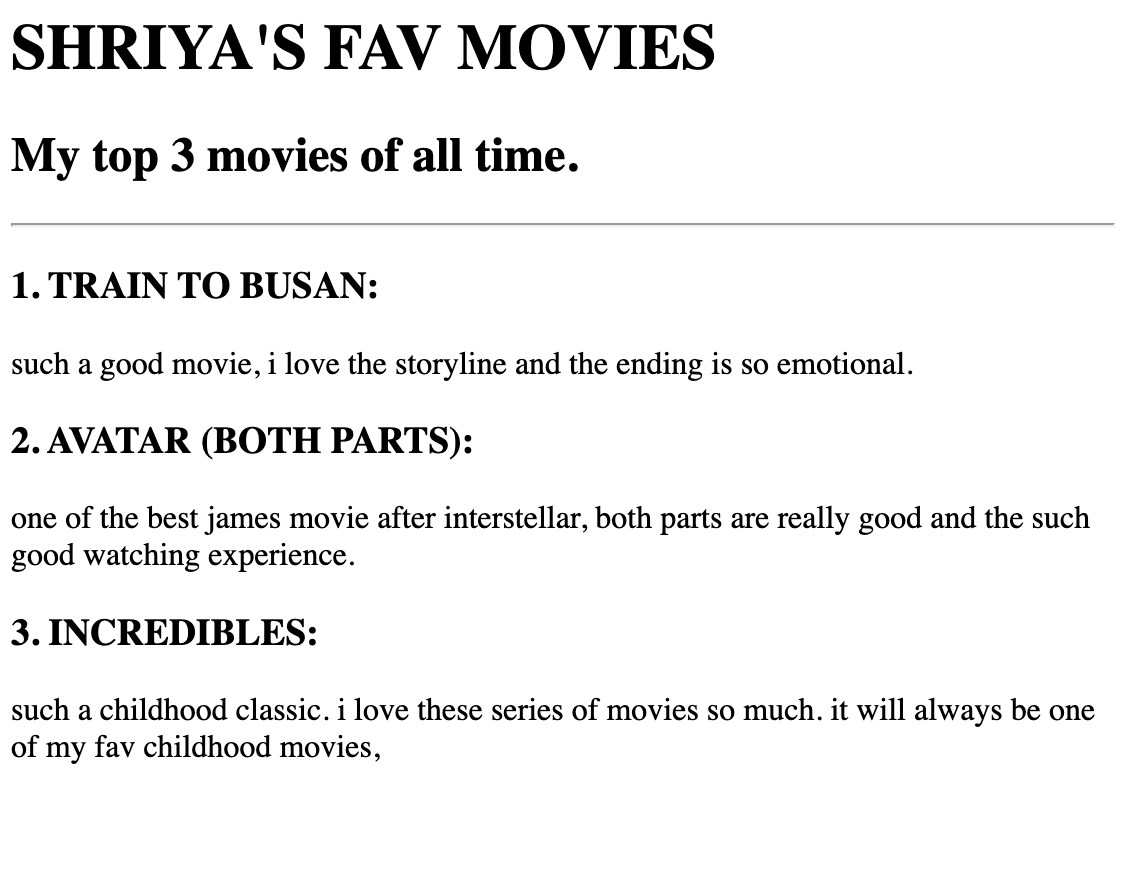 SHRIYA'S FAV MOVIES
My top 3 movies of all time.
1. TRAIN TO BUSAN:
such a good movie, i love the storyline and the ending is so emotional.
2. AVATAR (BOTH PARTS):
one of the best james movie after interstellar, both parts are really good and the such
good watching experience.
3. INCREDIBLES:
such a childhood classic. i love these series of movies so much. it will always be one
of my fav childhood movies,